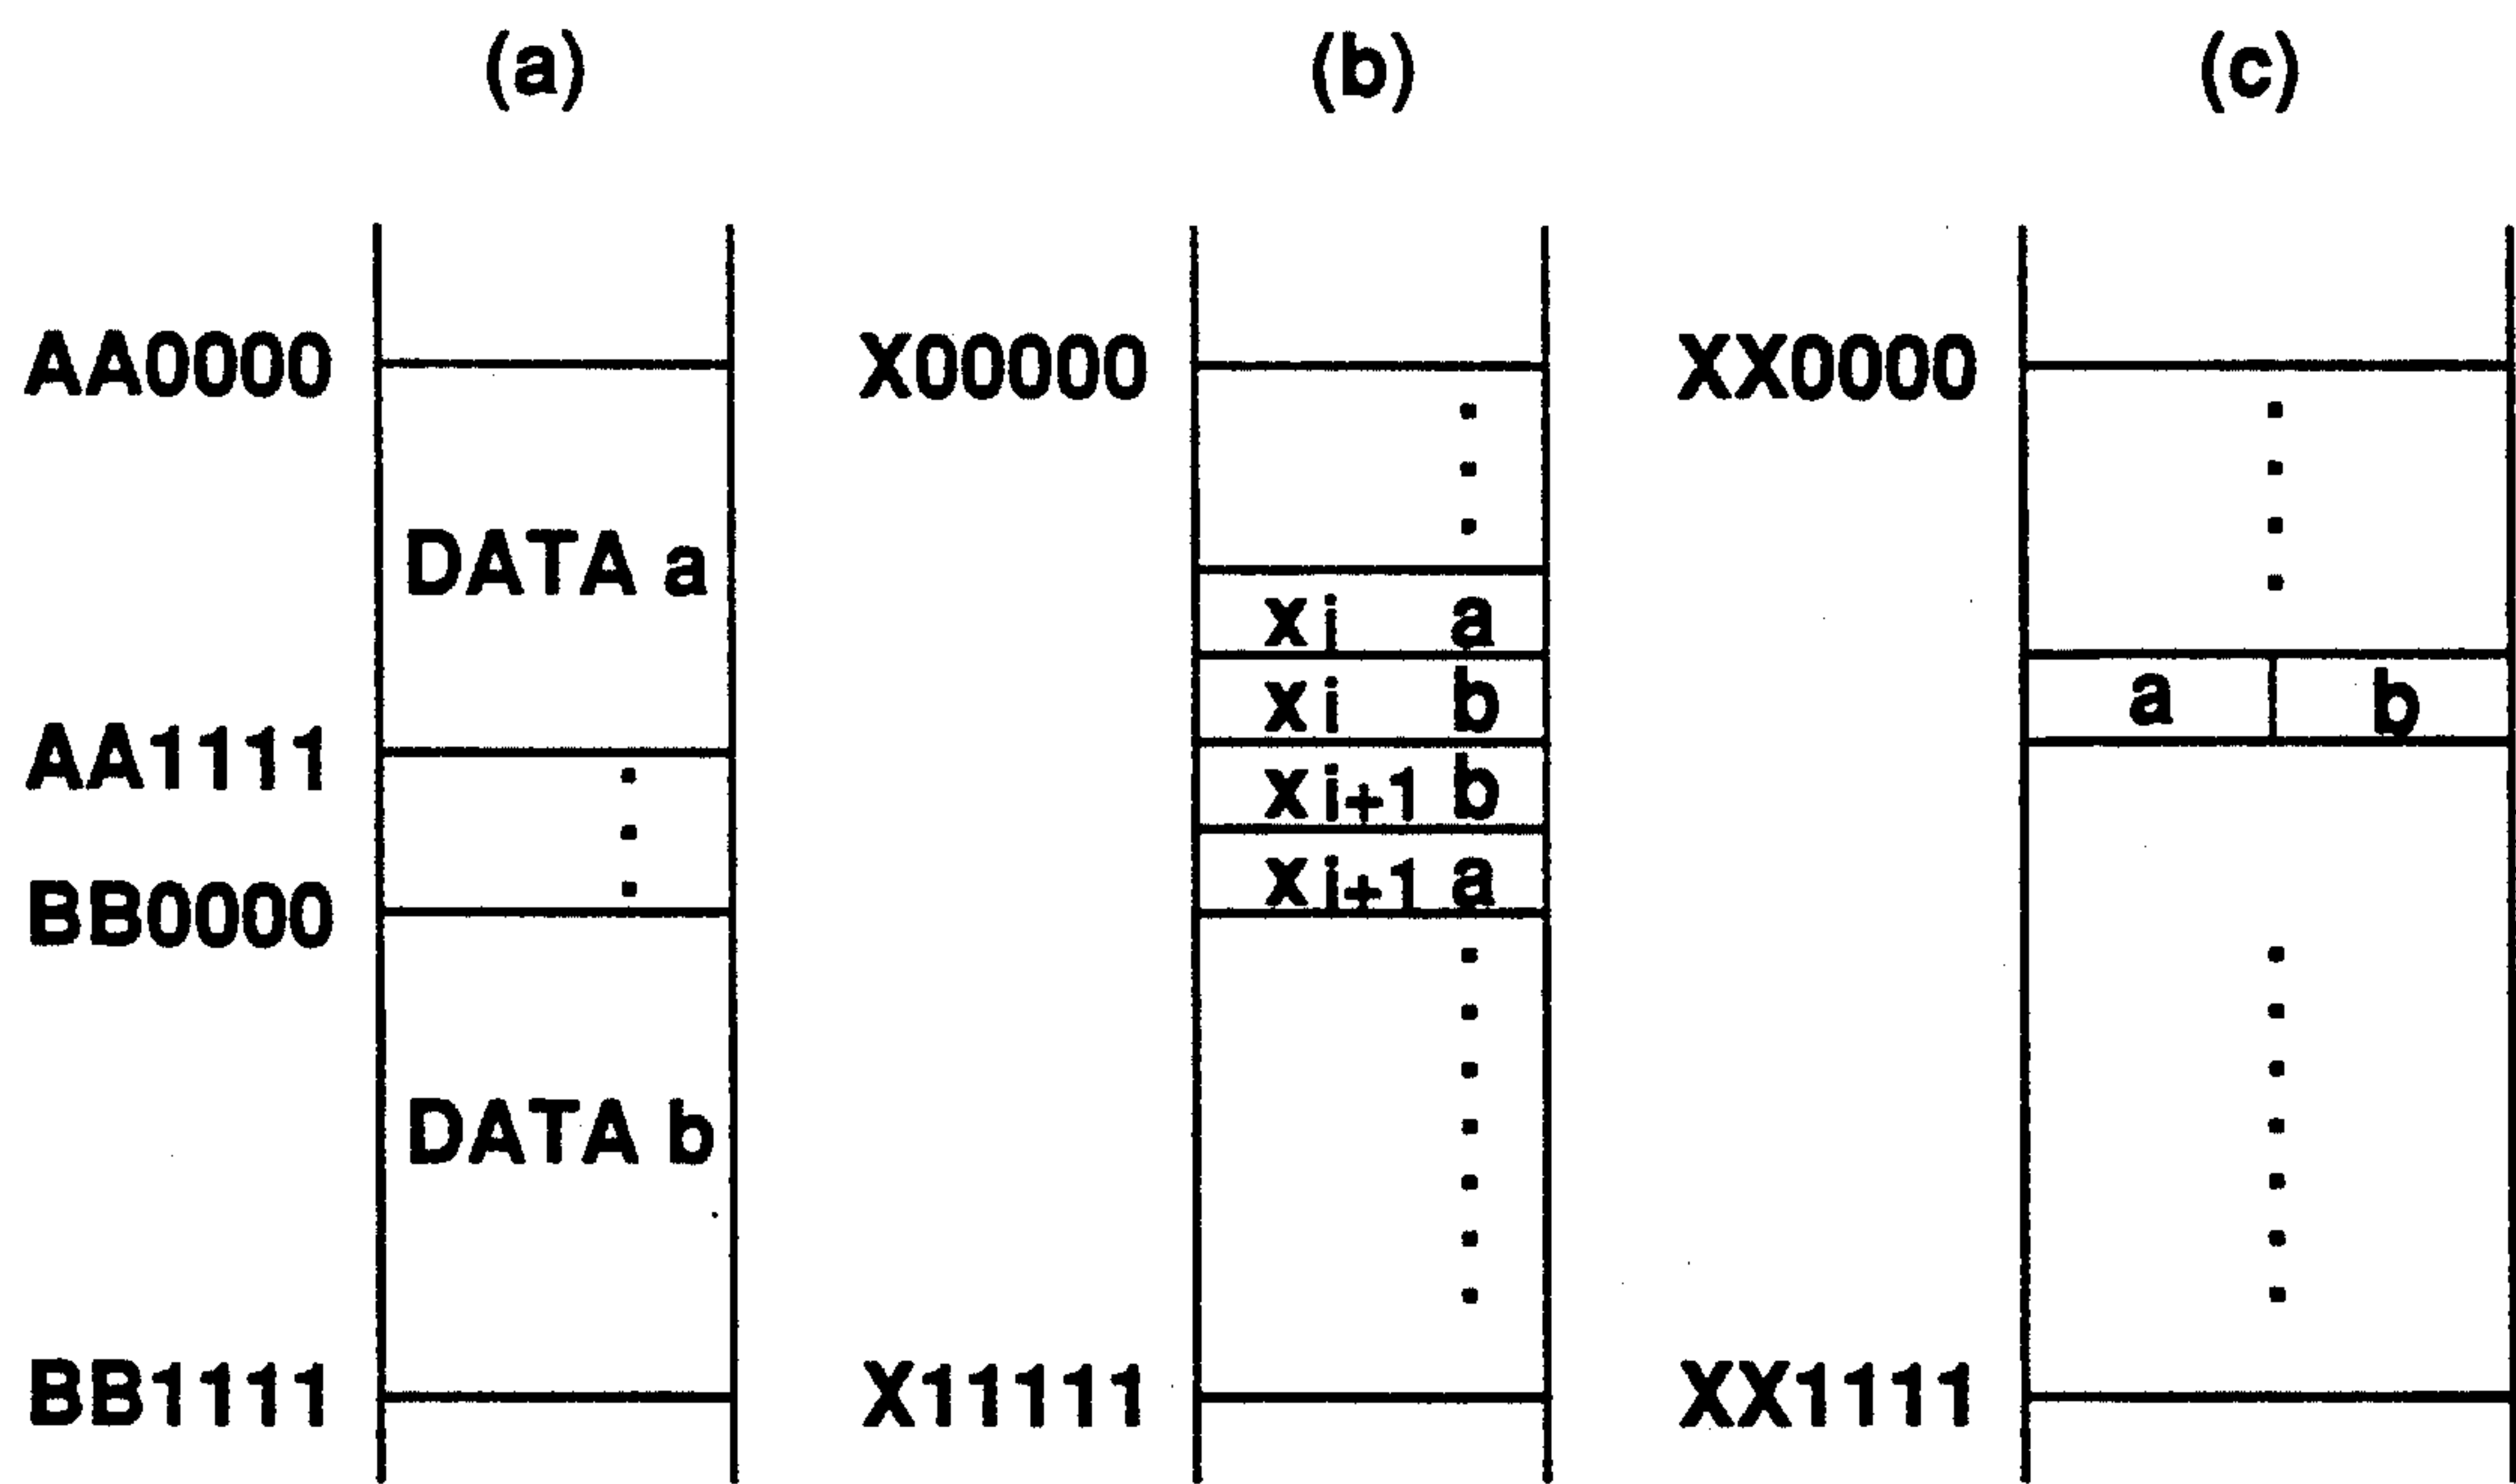 (a)
AA0000
DATA a
AA1111
BB0000
DATA b
BB1111
(b)
X00000
xi a
xi b
xi+1 b
xi+1 a
X11111
(c)
XX0000
a b
XX1111